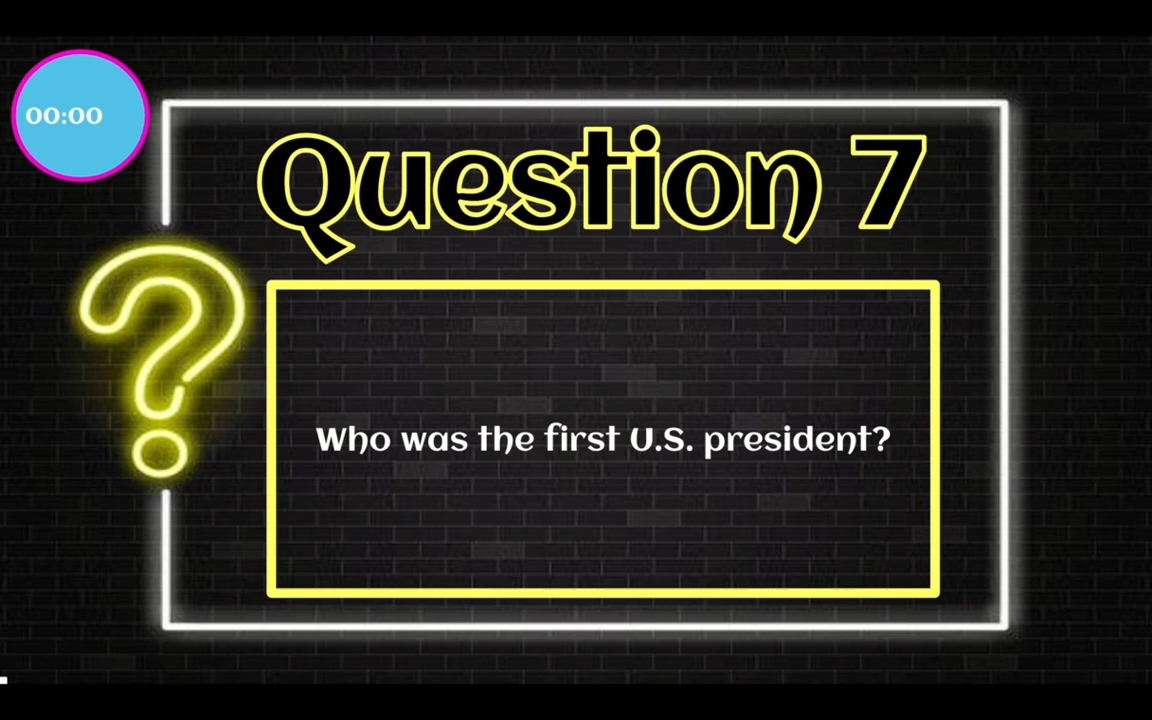 00:00
Question 7
Who was the first U.S. president?